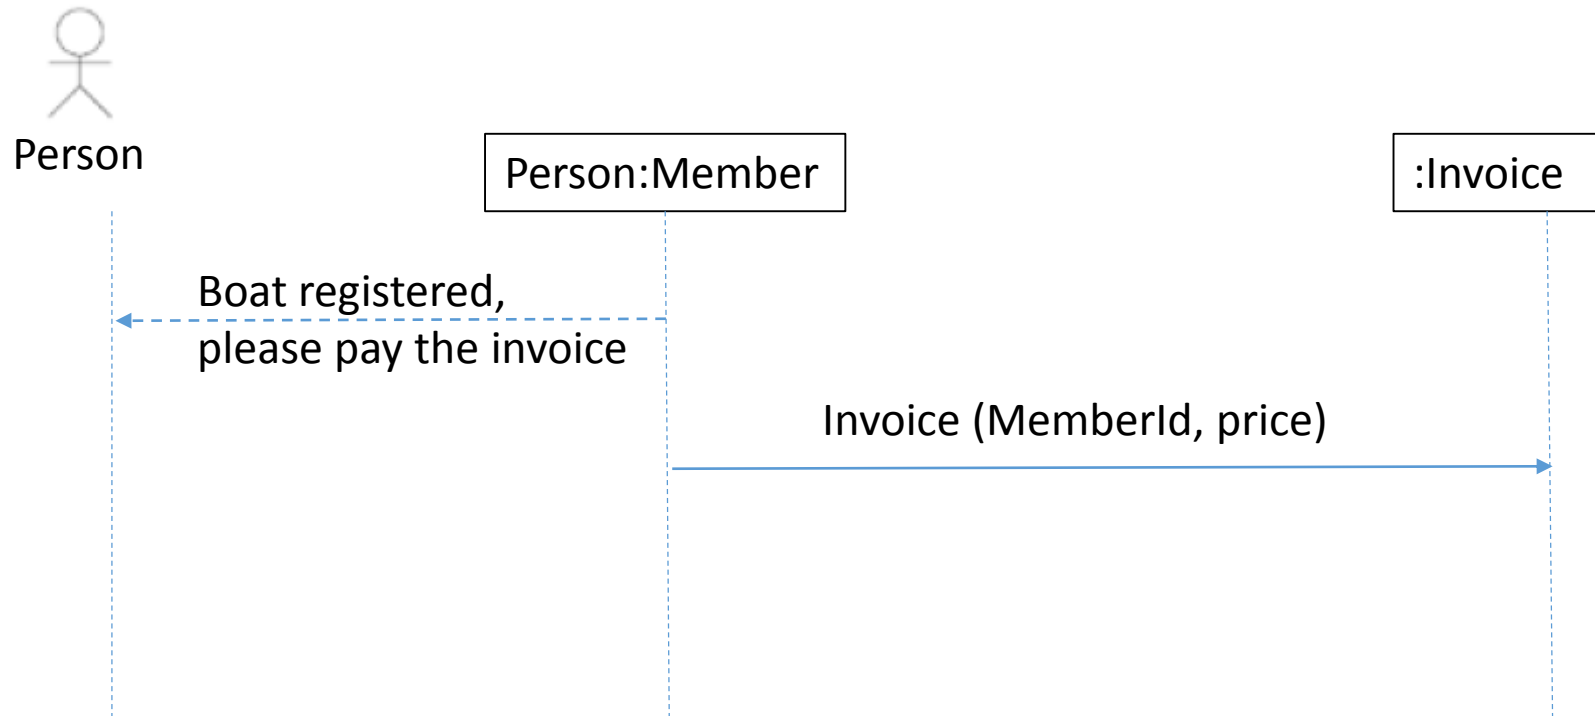 Person
Person:Member
:Invoice
Boat registered,
please pay the invoice
Invoice (MemberId, price)